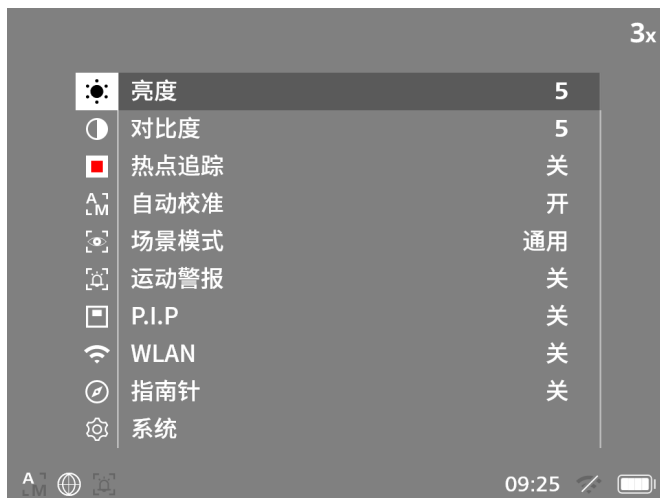 3x
亮度 5
对比度 5
热点追踪 关
A M 自动校准 开
场景模式 通用
运动警报 关
P.I.P 关
WLAN 关
指南针 关
系统
A M 09:25